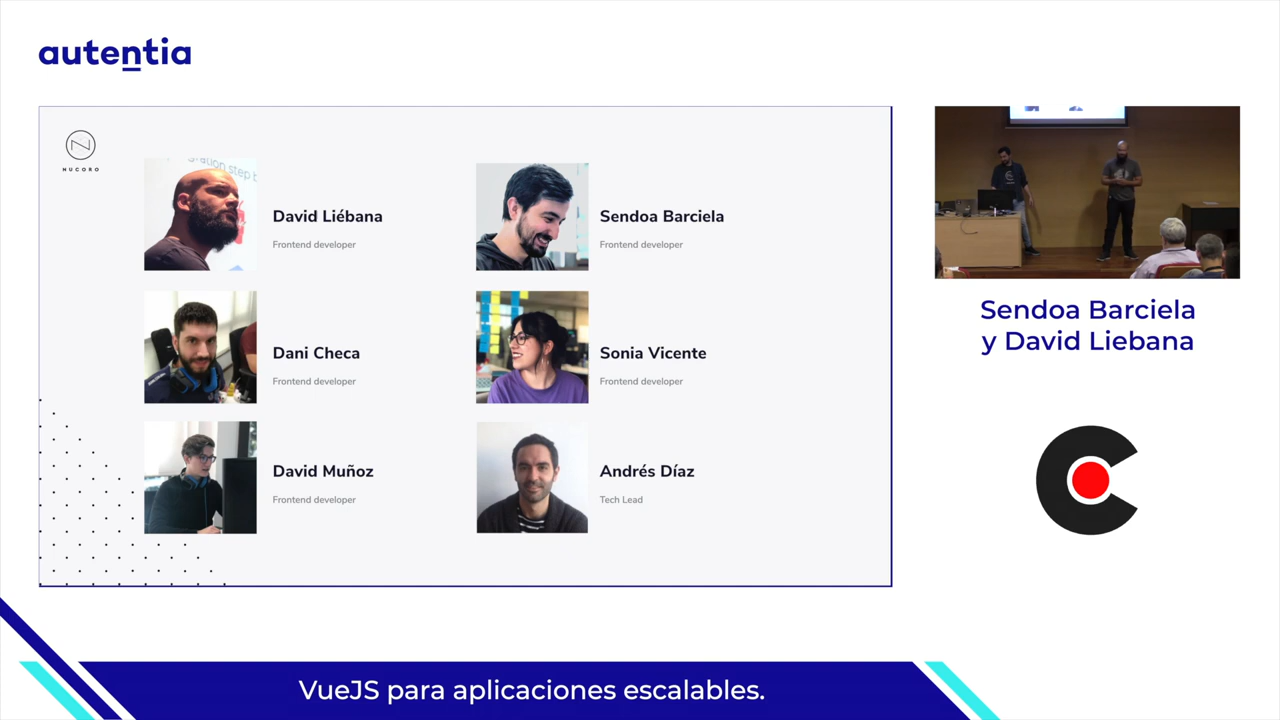 autentia
NUCORO
David Liébana
Frontend developer
Sendoa Barciela
Frontend developer
Dani Checa
Frontend developer
Sonia Vicente
Frontend developer
David Muñoz
Frontend developer
Andrés Díaz
Tech Lead
Sendoa Barciela
y David Liebana
VueJS para aplicaciones escalables.